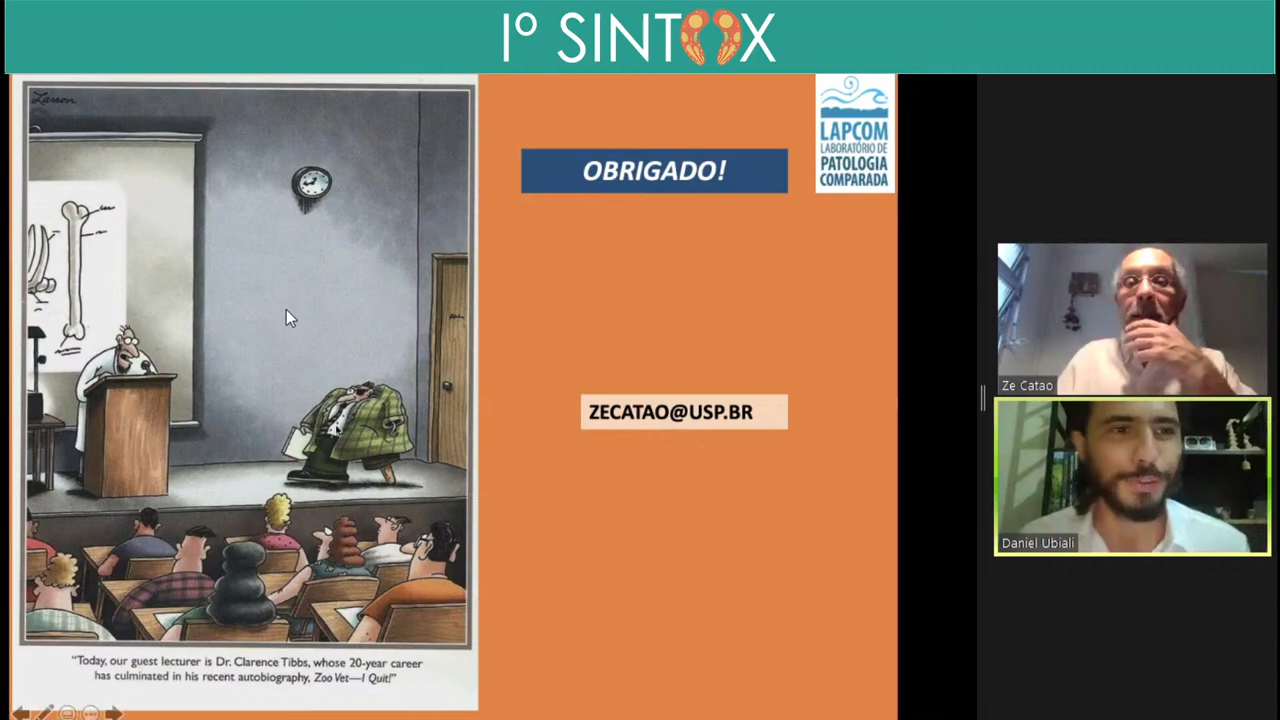 Iº SINTOX
Larson
OBRIGADO!
LAPCOM
LABORATÓRIO DE
PATOLOGIA
COMPARADA
ZECATAO@USP.BR
Ze Catao
Daniel Ubiali
"Today, our guest lecturer is Dr. Clarence Tibbs, whose 20-year career
has culminated in his recent autobiography, Zoo Vet—I Quit!"